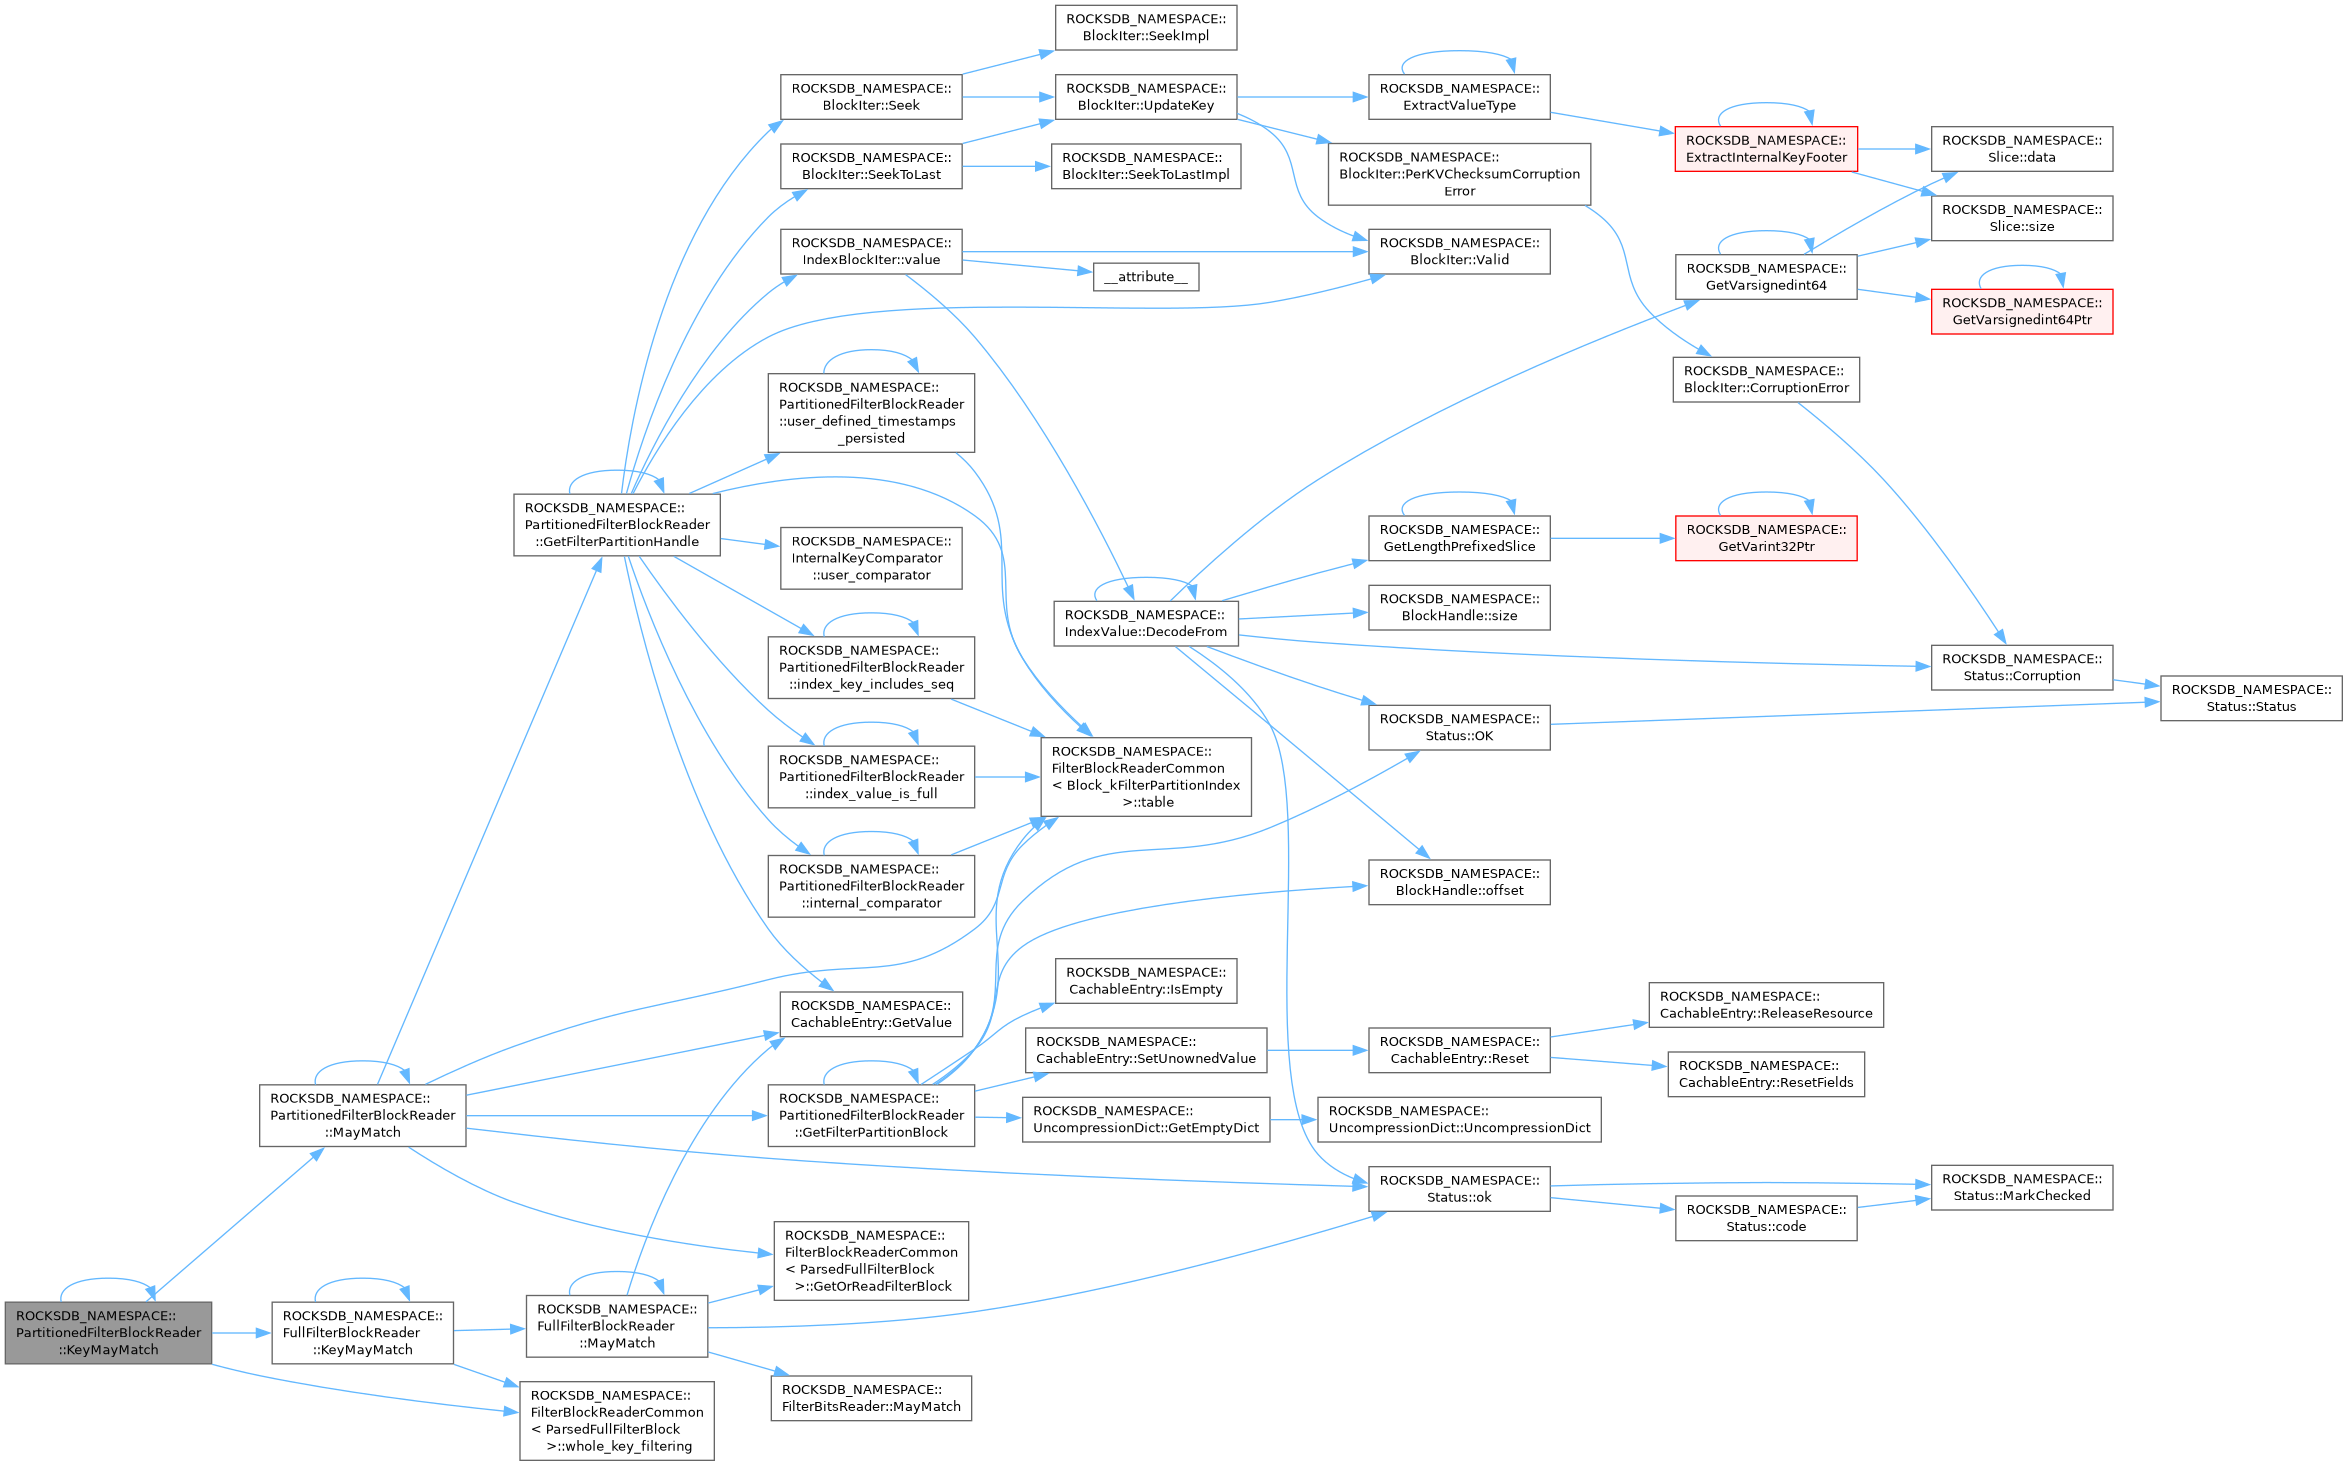 ROCKSDB_NAMESPACE::
BlockIter::SeekImpl
ROCKSDB_NAMESPACE::
BlockIter::Seek
ROCKSDB_NAMESPACE::
BlockIter::UpdateKey
ROCKSDB_NAMESPACE::
ExtractValueType
ROCKSDB_NAMESPACE::
ExtractInternalKeyFooter
ROCKSDB_NAMESPACE::
Slice::data
ROCKSDB_NAMESPACE::
BlockIter::SeekToLast
ROCKSDB_NAMESPACE::
BlockIter::SeekToLastImpl
ROCKSDB_NAMESPACE::
BlockIter::PerKVChecksumCorruption
Error
ROCKSDB_NAMESPACE::
Slice::size
ROCKSDB_NAMESPACE::
IndexBlockIter::value
__attribute__
ROCKSDB_NAMESPACE::
BlockIter::Valid
ROCKSDB_NAMESPACE::
GetVarsignedint64
ROCKSDB_NAMESPACE::
GetVarsignedint64Ptr
ROCKSDB_NAMESPACE::
PartitionedFilterBlockReader
::user_defined_timestamps
_persisted
ROCKSDB_NAMESPACE::
BlockIter::CorruptionError
ROCKSDB_NAMESPACE::
PartitionedFilterBlockReader
::GetFilterPartitionHandle
ROCKSDB_NAMESPACE::
InternalKeyComparator
::user_comparator
ROCKSDB_NAMESPACE::
GetLengthPrefixedSlice
ROCKSDB_NAMESPACE::
GetVarint32Ptr
ROCKSDB_NAMESPACE::
IndexValue::DecodeFrom
ROCKSDB_NAMESPACE::
BlockHandle::size
ROCKSDB_NAMESPACE::
PartitionedFilterBlockReader
::index_key_includes_seq
ROCKSDB_NAMESPACE::
Status::Corruption
ROCKSDB_NAMESPACE::
Status::Status
ROCKSDB_NAMESPACE::
Status::OK
ROCKSDB_NAMESPACE::
PartitionedFilterBlockReader
::index_value_is_full
ROCKSDB_NAMESPACE::
FilterBlockReaderCommon
< Block_kFilterPartitionIndex
>::table
ROCKSDB_NAMESPACE::
PartitionedFilterBlockReader
::internal_comparator
ROCKSDB_NAMESPACE::
BlockHandle::offset
ROCKSDB_NAMESPACE::
CachableEntry::IsEmpty
ROCKSDB_NAMESPACE::
CachableEntry::GetValue
ROCKSDB_NAMESPACE::
CachableEntry::SetUnownedValue
ROCKSDB_NAMESPACE::
CachableEntry::Reset
ROCKSDB_NAMESPACE::
CachableEntry::ReleaseResource
ROCKSDB_NAMESPACE::
CachableEntry::ResetFields
ROCKSDB_NAMESPACE::
PartitionedFilterBlockReader
::MayMatch
ROCKSDB_NAMESPACE::
PartitionedFilterBlockReader
::GetFilterPartitionBlock
ROCKSDB_NAMESPACE::
UncompressionDict::GetEmptyDict
ROCKSDB_NAMESPACE::
UncompressionDict::UncompressionDict
ROCKSDB_NAMESPACE::
Status::ok
ROCKSDB_NAMESPACE::
Status::code
ROCKSDB_NAMESPACE::
Status::MarkChecked
ROCKSDB_NAMESPACE::
FilterBlockReaderCommon
< ParsedFullFilterBlock
>::GetOrReadFilterBlock
ROCKSDB_NAMESPACE::
PartitionedFilterBlockReader
::KeyMayMatch
ROCKSDB_NAMESPACE::
FullFilterBlockReader
::KeyMayMatch
ROCKSDB_NAMESPACE::
FullFilterBlockReader
::MayMatch
ROCKSDB_NAMESPACE::
FilterBitsReader::MayMatch
ROCKSDB_NAMESPACE::
FilterBlockReaderCommon
< ParsedFullFilterBlock
>::whole_key_filtering